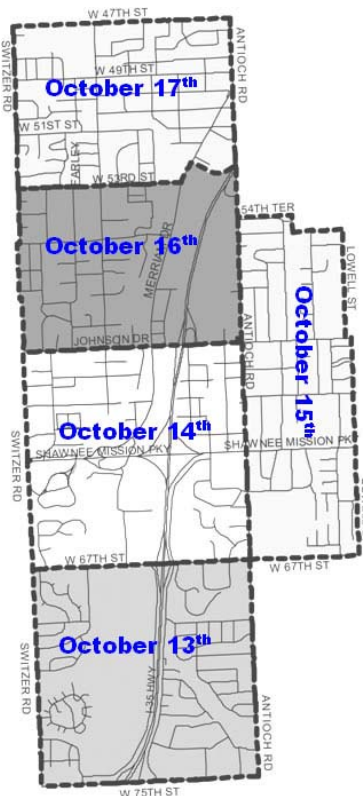 W 47TH ST
SWITZER RD
ANTIOCH RD
W 49TH ST
October 17th
W 51ST ST
FARLEY
W 53RD ST
54TH TER
October 16th
MERRIAM DR
LOWELL ST
JOHNSON DR
ANTIOCH RD
October 15th
October 14th
SWITZER RD
SHAWNEE MISSION PKY
SHAWNEE MISSION PK
W 67TH ST
W 67TH ST
October 13th
SWITZER RD
I 35 HWY
ANTIOCH RD
W 75TH ST